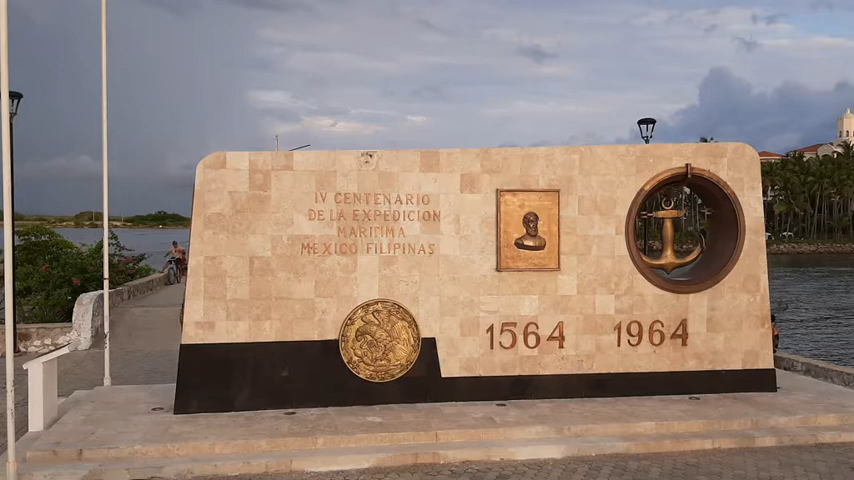 IV CENTENARIO
DE LA EXPEDICION
MARITIMA
MEXICO FILIPINAS
1564 1964